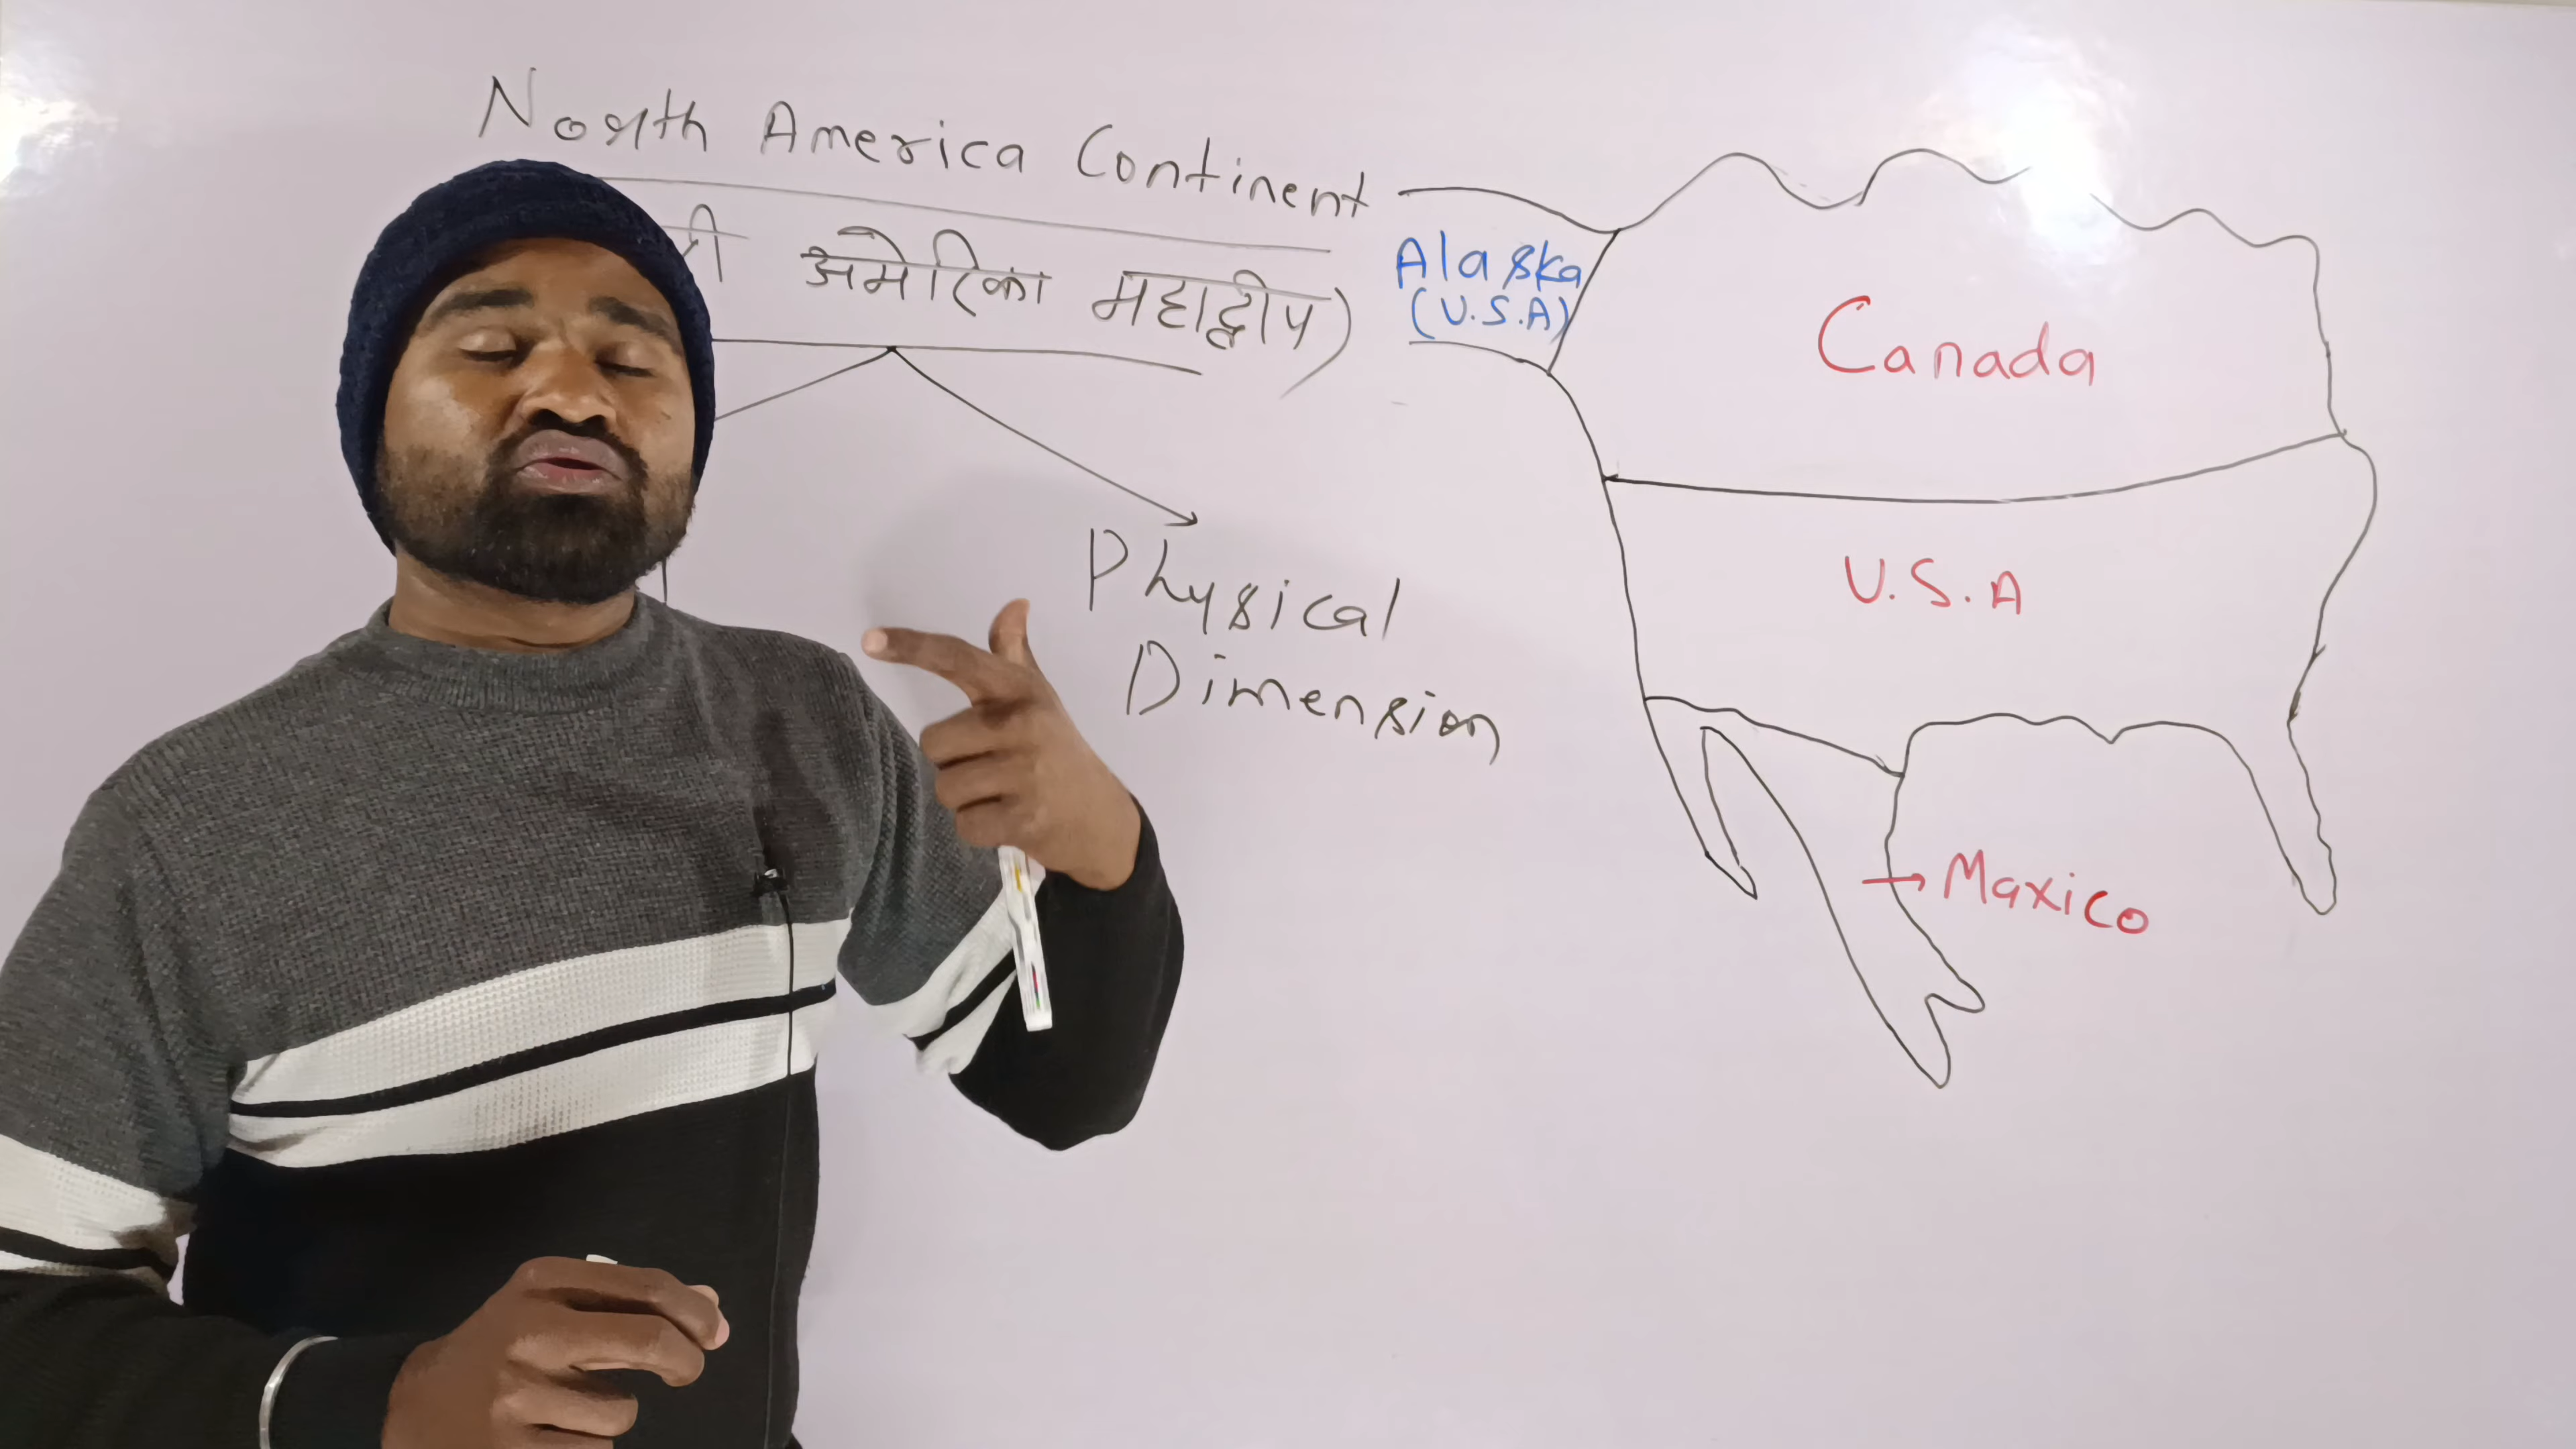 North America Continent
अमेरिका महाद्वीप)
Alaska
(U.S.A)
Canada
Physical
Dimension
U.S.A
Maxico